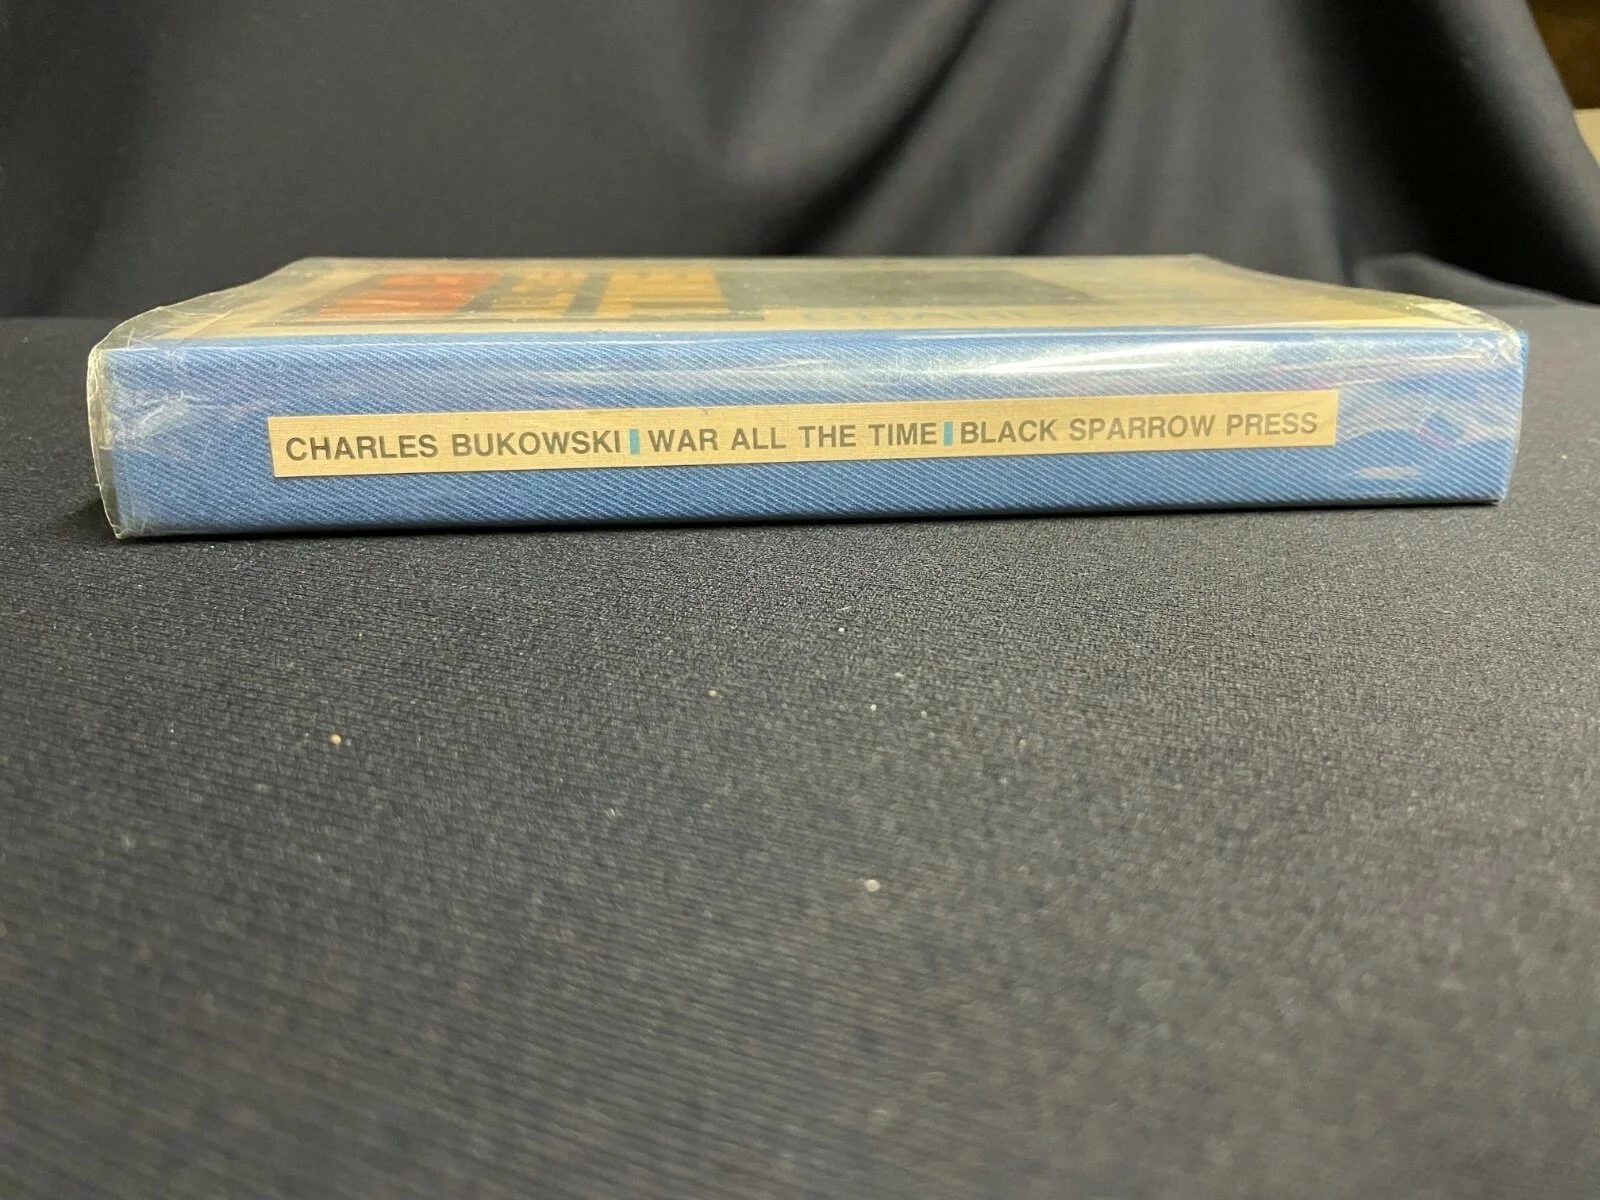 CHARLES BUKOWSKI | WAR ALL THE TIME | BLACK SPARROW PRESS